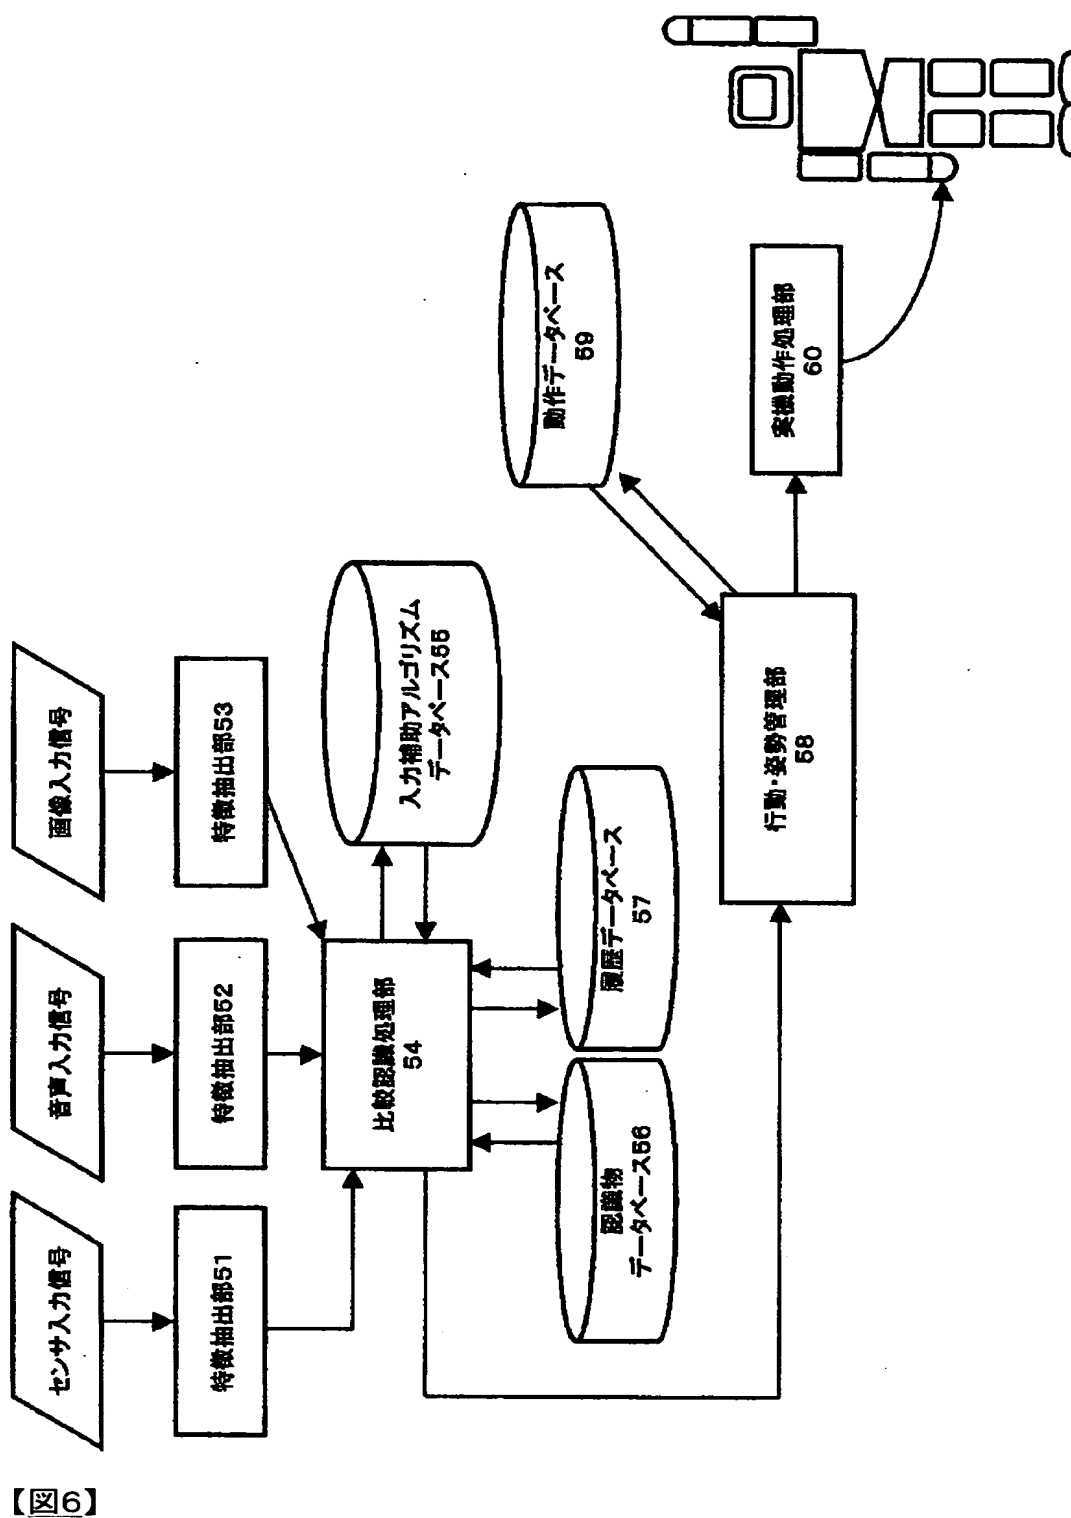 【図6】
センサ入力信号
音声入力信号
画像入力信号
特徴抽出部51
特徴抽出部52
特徴抽出部53
比較認識処理部
54
入力補助アルゴリズム
データベース55
認識物
データベース56
履歴データベース
57
行動・姿勢管理部
58
動作データベース
59
実機動作処理部
60